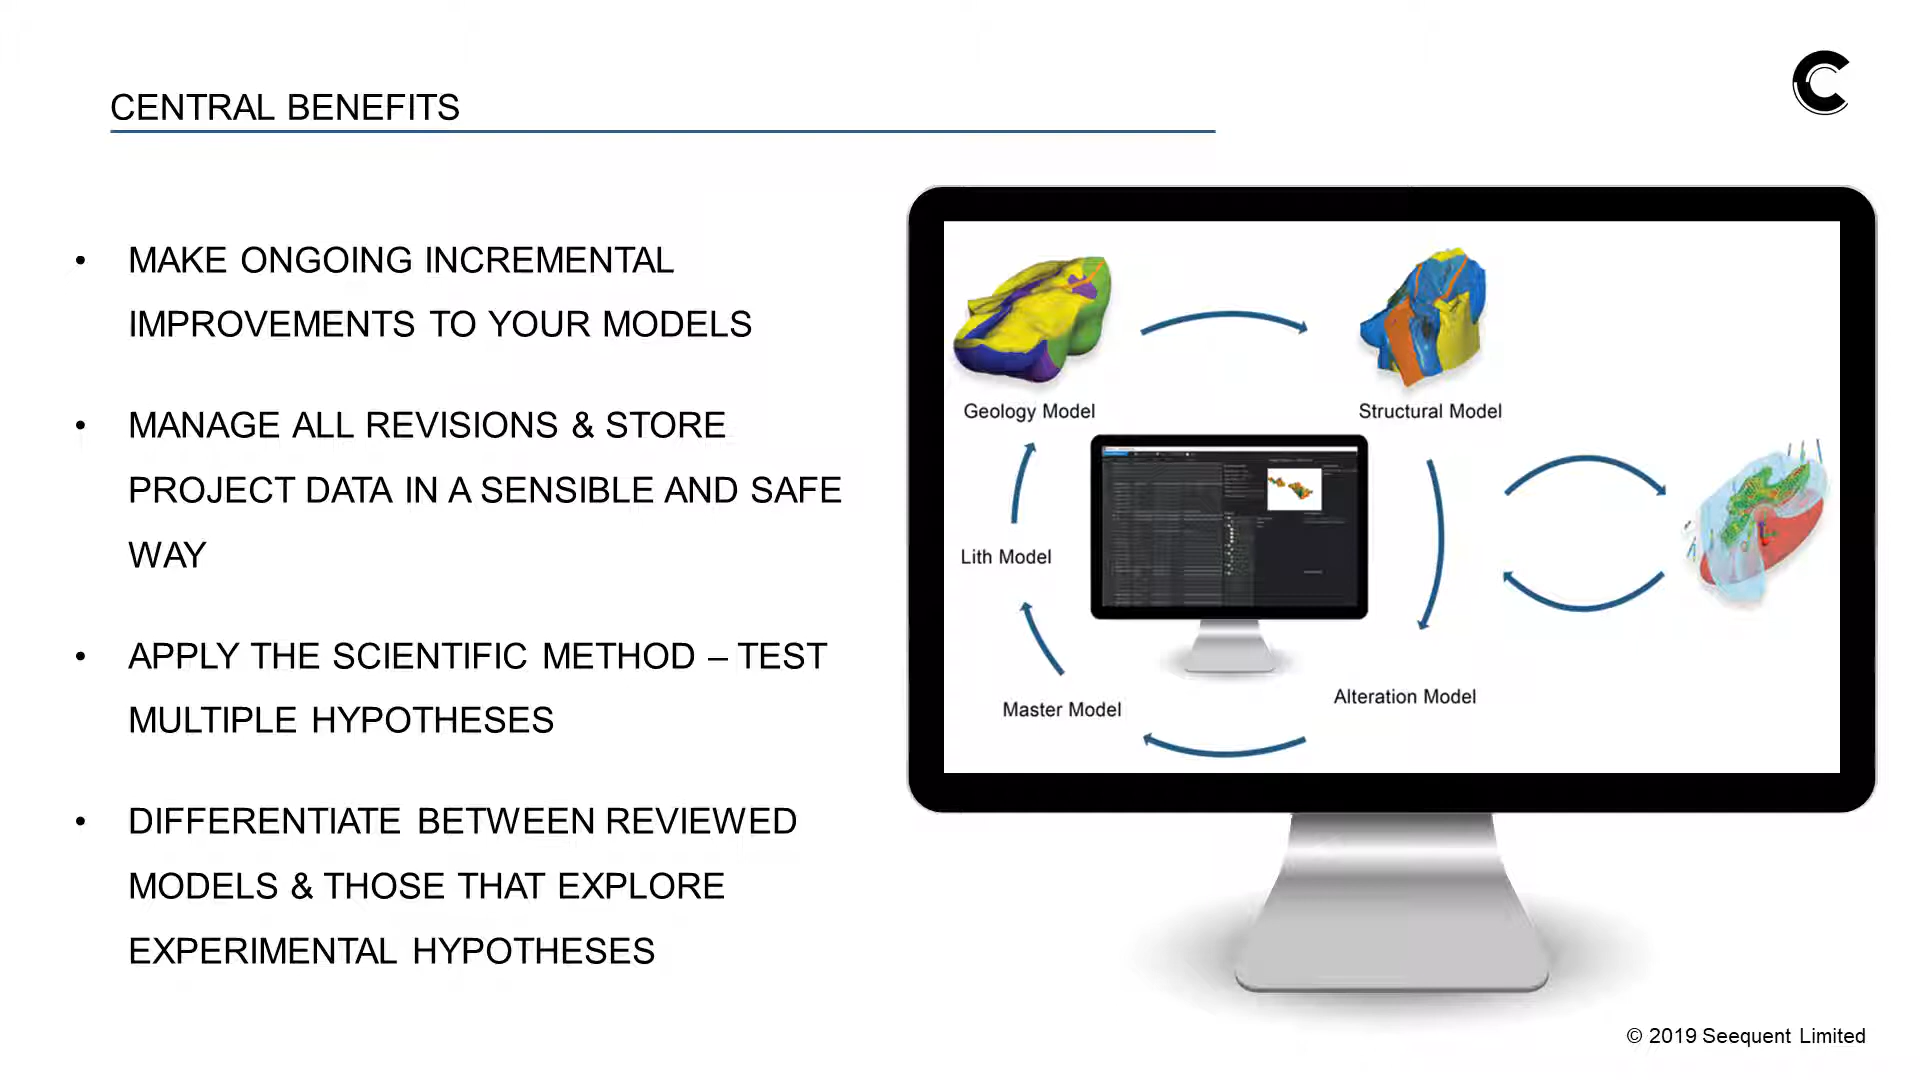 CENTRAL BENEFITS
• MAKE ONGOING INCREMENTAL
IMPROVEMENTS TO YOUR MODELS
• MANAGE ALL REVISIONS & STORE
PROJECT DATA IN A SENSIBLE AND SAFE
WAY
• APPLY THE SCIENTIFIC METHOD – TEST
MULTIPLE HYPOTHESES
• DIFFERENTIATE BETWEEN REVIEWED
MODELS & THOSE THAT EXPLORE
EXPERIMENTAL HYPOTHESES
Geology Model
Structural Model
Lith Model
Master Model
Alteration Model
© 2019 Seequent Limited